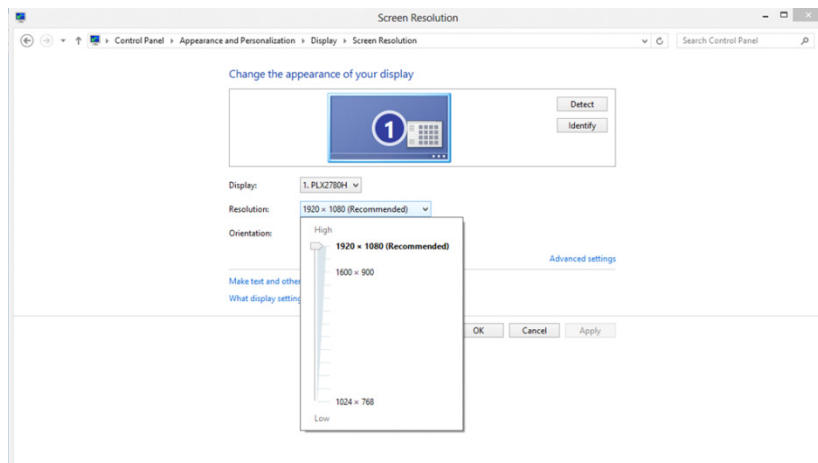 Screen Resolution
Control Panel Appearance and Personalization Display Screen Resolution
Search Control Panel
Change the appearance of your display
1
Detect
Identify
Display: 1. PLX2780H
Resolution: 1920 × 1080 (Recommended)
Orientation:
High
1920 × 1080 (Recommended)
1600 × 900
Advanced settings
Make text and other
What display setting
OK Cancel Apply
1024 × 768
Low